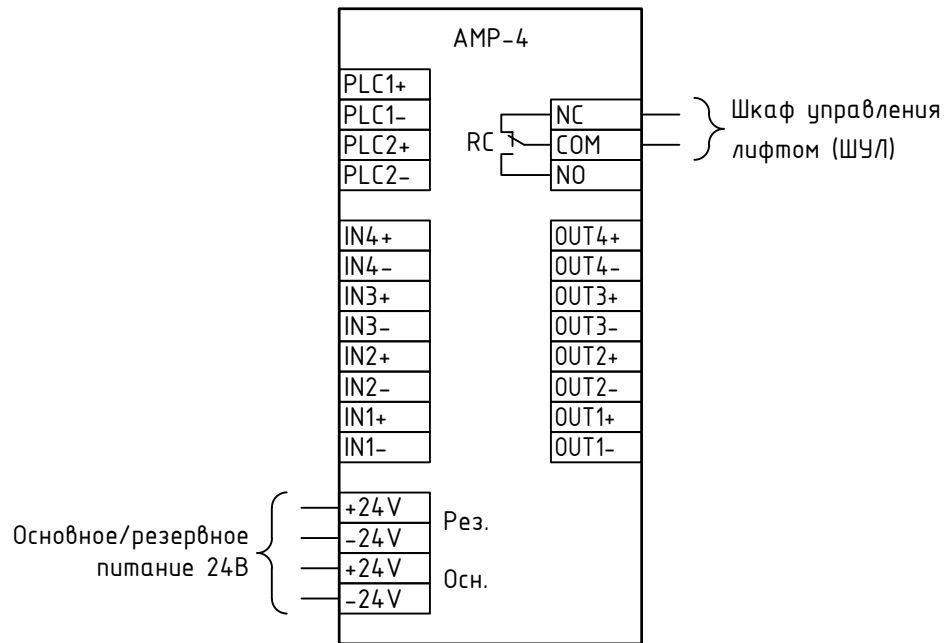 AMP-4
PLC1+
PLC1-
PLC2+
PLC2-
RC
NC
COM
NO
Шкаф управления
лифтом (ШУЛ)
IN4+
IN4-
IN3+
IN3-
IN2+
IN2-
IN1+
IN1-
OUT4+
OUT4-
OUT3+
OUT3-
OUT2+
OUT2-
OUT1+
OUT1-
Основное/резервное
питание 24В
+24V
-24V
+24V
-24V
Рез.
Осн.